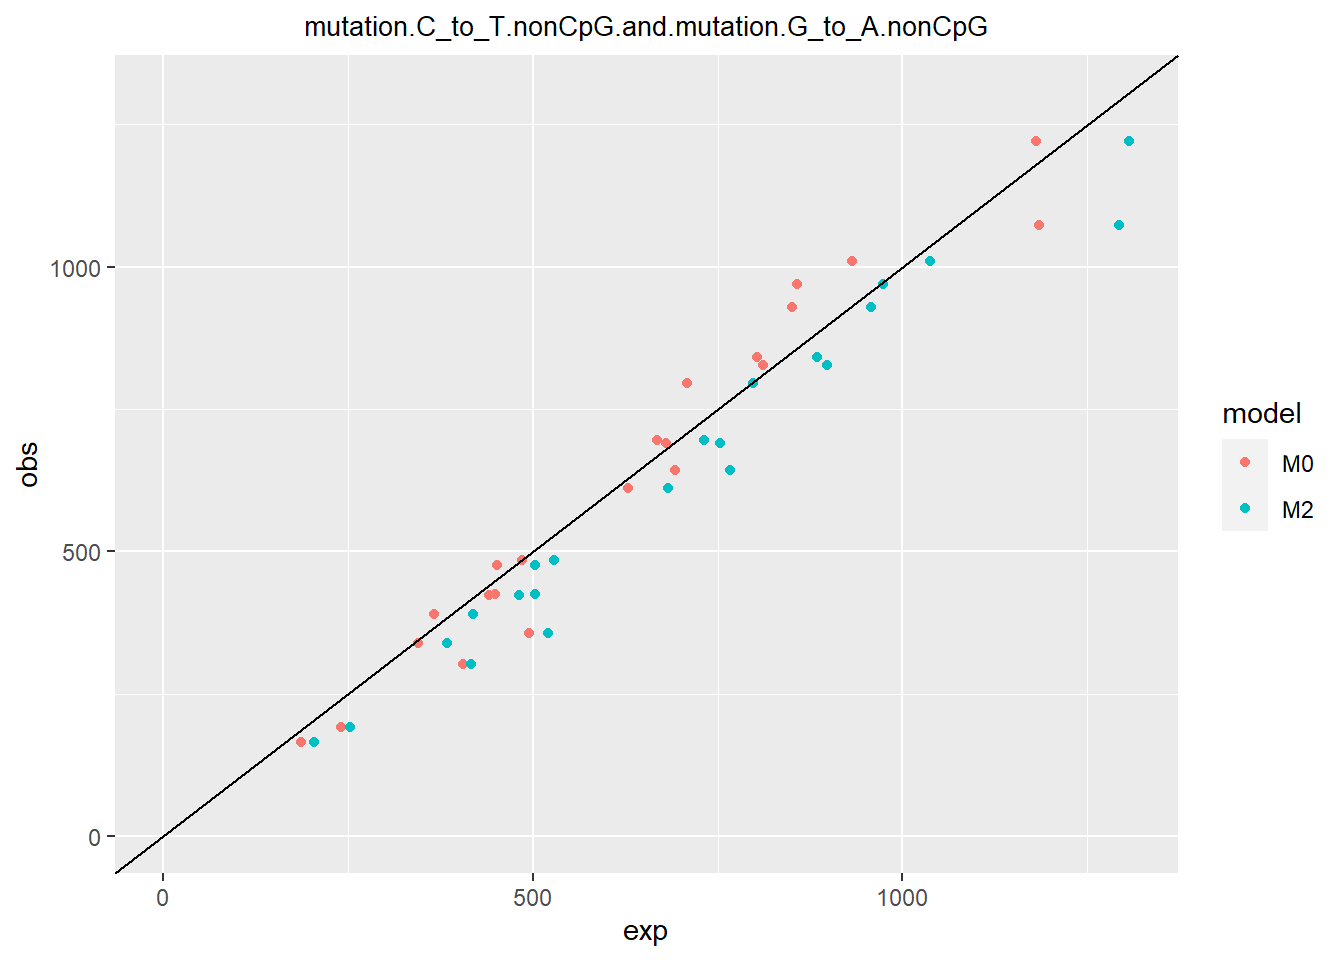 mutation.C_to_T.nonCpG.and.mutation.G_to_A.nonCpG
1000
500
0
obs
0
500
1000
exp
model
M0
M2